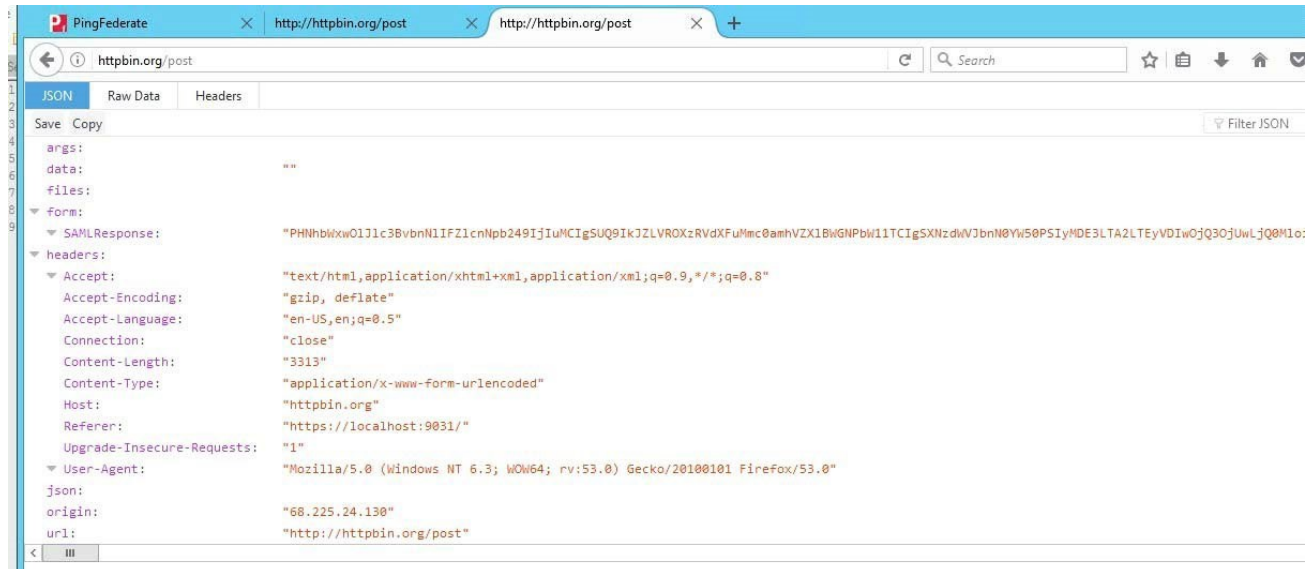 PingFederate
http://httpbin.org/post
http://httpbin.org/post
httpbin.org/post
Search
JSON Raw Data Headers
Save Copy
Filter JSON
args:
data: ""
files:
form:
SAMLResponse:
headers:
Accept: "text/html,application/xhtml+xml,application/xml;q=0.9,*/*;q=0.8"
Accept-Encoding: "gzip, deflate"
Accept-Language: "en-US,en;q=0.5"
Connection: "close"
Content-Length: "3313"
Content-Type: "application/x-www-form-urlencoded"
Host: "httpbin.org"
Referer: "https://localhost:9031/"
Upgrade-Insecure-Requests: "1"
User-Agent: "Mozilla/5.0 (Windows NT 6.3; WOW64; rv:53.0) Gecko/20100101 Firefox/53.0"
json:
origin: "68.225.24.130"
url: "http://httpbin.org/post"